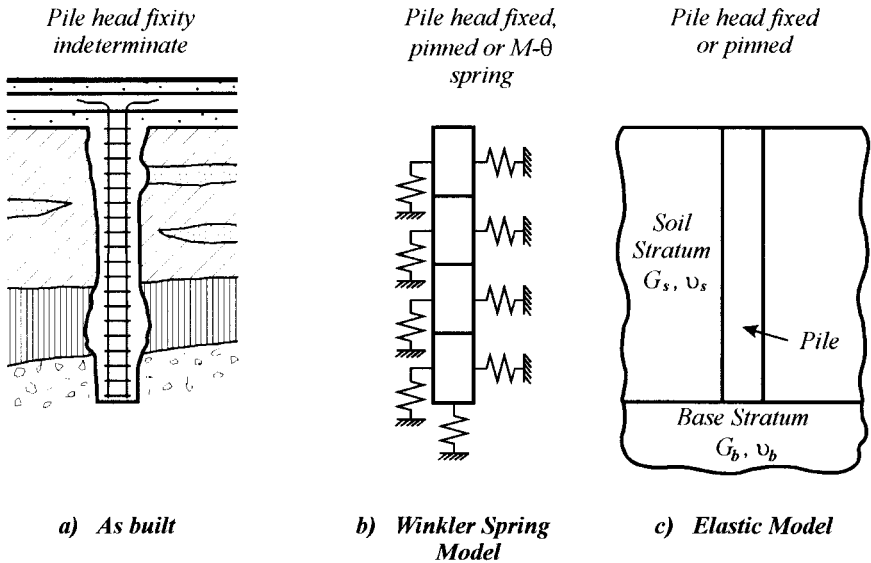 Pile head fixity
indeterminate
Pile head fixed,
pinned or M-θ
spring
Pile head fixed
or pinned
Soil
Stratum
Gs, υs
Pile
Base Stratum
Gb, υb
a) As built
b) Winkler Spring
Model
c) Elastic Model